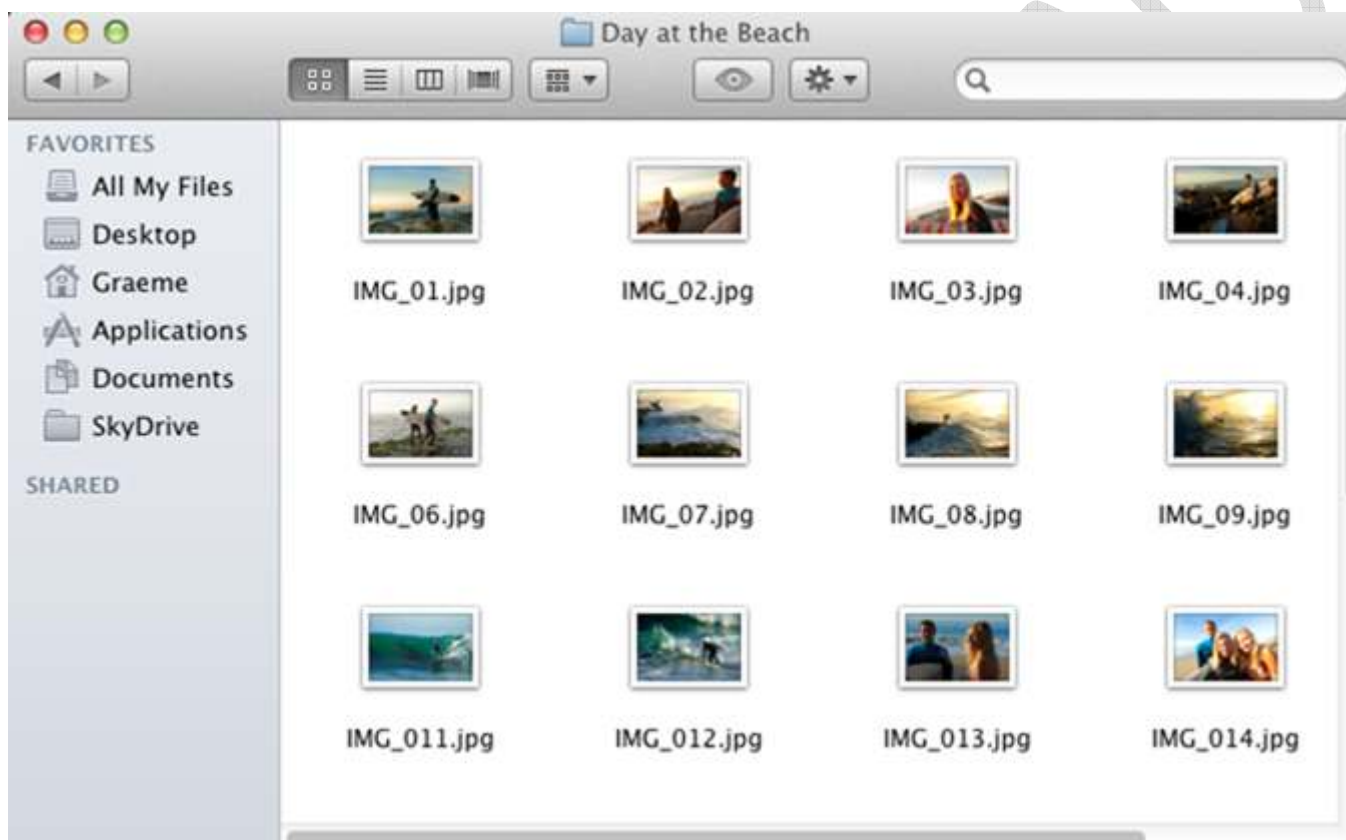 Day at the Beach
FAVORITES
All My Files
Desktop
Graeme
Applications
Documents
SkyDrive
SHARED
IMG_01.jpg IMG_02.jpg IMG_03.jpg IMG_04.jpg
IMG_06.jpg IMG_07.jpg IMG_08.jpg IMG_09.jpg
IMG_011.jpg IMG_012.jpg IMG_013.jpg IMG_014.jpg